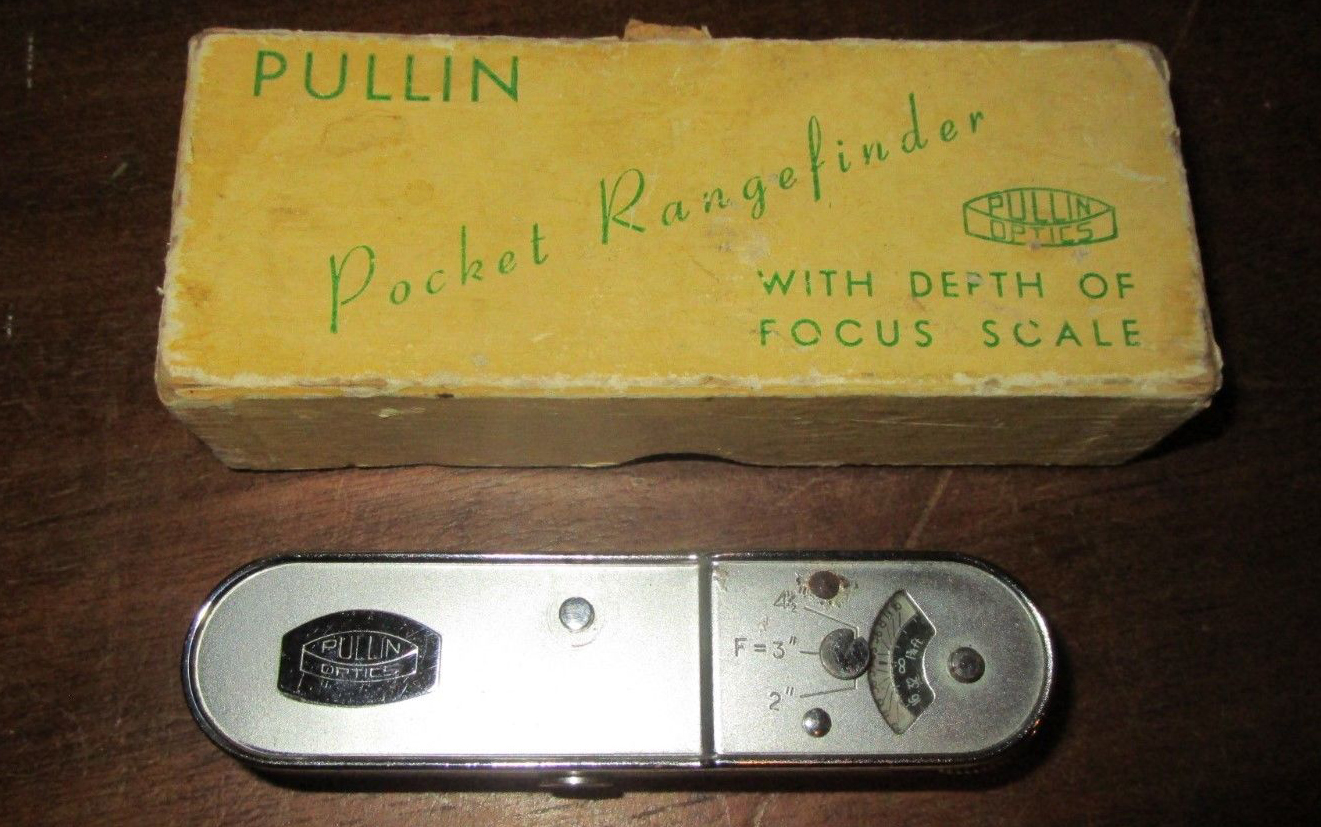 PULLIN
Pocket Rangefinder
PULLIN
OPTICS
WITH DEPTH OF
FOCUS SCALE
PULLIN
OPTICS
4½"
F=3"
2"
∞